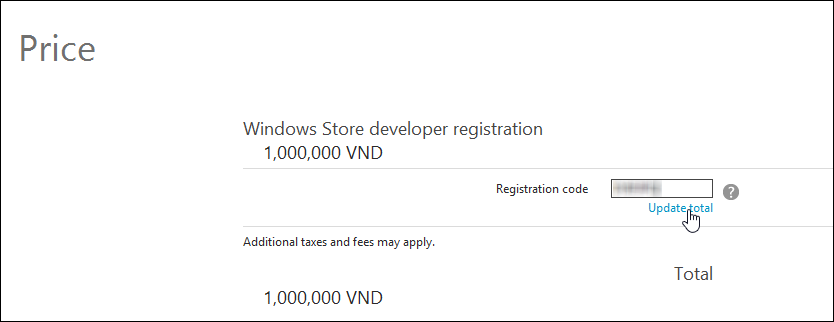 Price
Windows Store developer registration
1,000,000 VND
Registration code
?
Update total
Additional taxes and fees may apply.
Total
1,000,000 VND